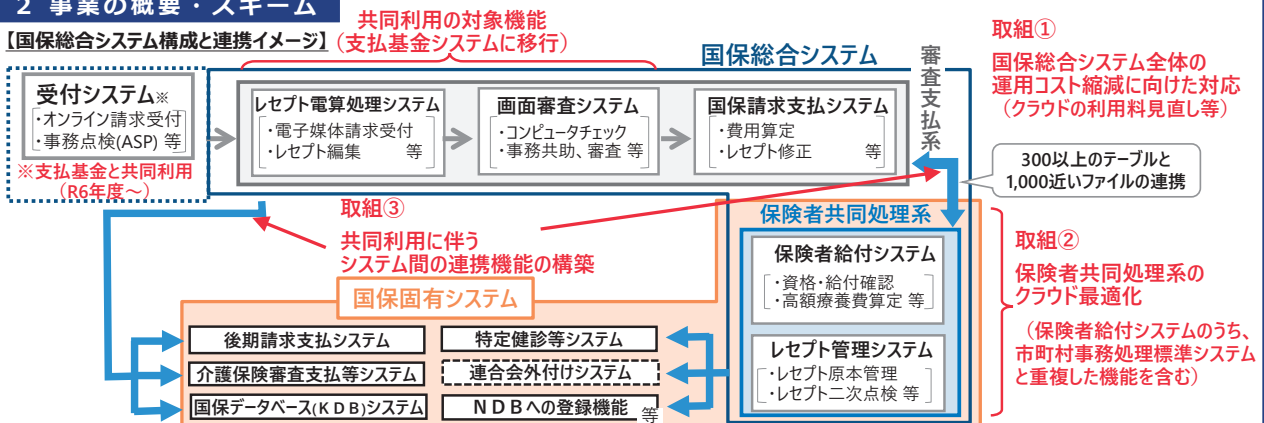 2 事業の概要・スキーム
【国保総合システム構成と連携イメージ】
共同利用の対象機能
（支払基金システムに移行）
国保総合システム
審査支払系
受付システム※
・オンライン請求受付
・事務点検(ASP) 等
※支払基金と共同利用
（R6年度～）
レセプト電算処理システム
・電子媒体請求受付
・レセプト編集 等
画面審査システム
・コンピュータチェック
・事務共助、審査 等
国保請求支払システム
・費用算定
・レセプト修正 等
取組①
国保総合システム全体の
運用コスト縮減に向けた対応
（クラウドの利用料見直し等）
300以上のテーブルと
1,000近いファイルの連携
取組③
共同利用に伴う
システム間の連携機能の構築
保険者共同処理系
保険者給付システム
・資格・給付確認
・高額療養費算定 等
レセプト管理システム
・レセプト原本管理
・レセプト二次点検 等
取組②
保険者共同処理系の
クラウド最適化
（保険者給付システムのうち、
市町村事務処理標準システム
と重複した機能を含む）
国保固有システム
後期請求支払システム
介護保険審査支払等システム
国保データベース(ＫＤＢ)システム
特定健診等システム
連合会外付けシステム
ＮＤＢへの登録機能
等